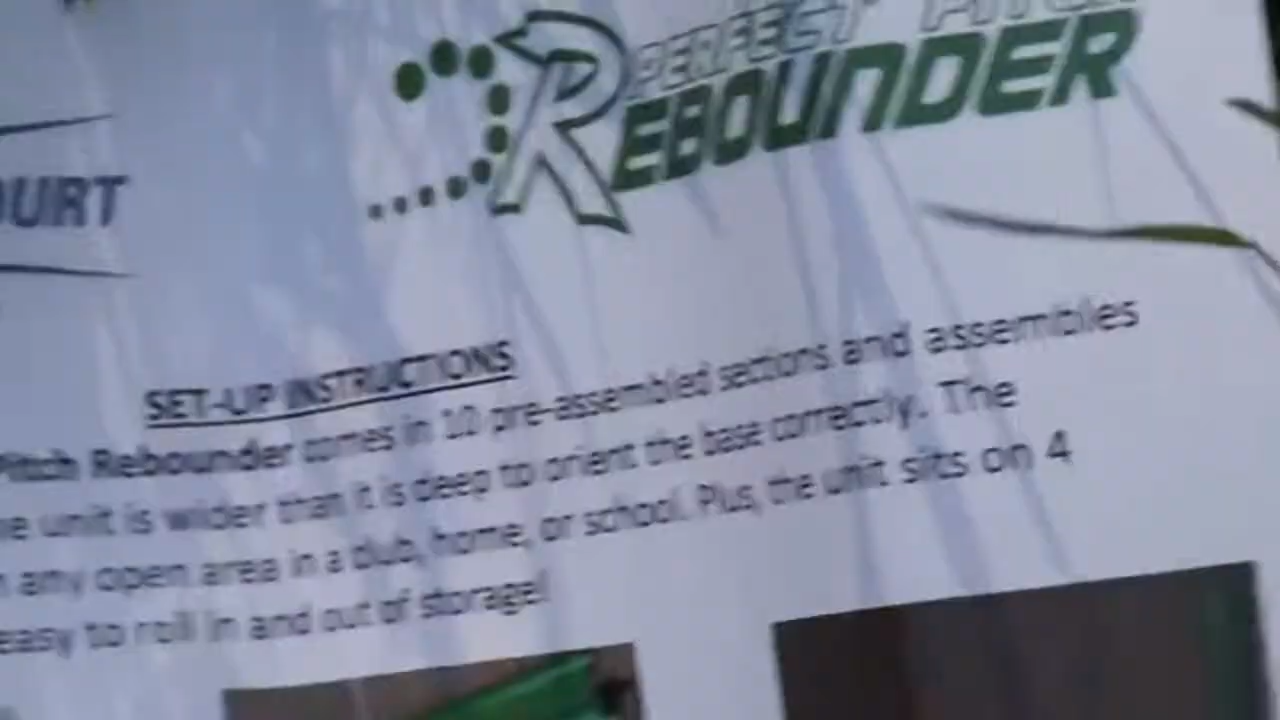 PERFECT PITCH
REBOUNDER
OURT
SET-UP INSTRUCTIONS
Pitch Rebounder comes in 10 pre-assembled sections and assembles
unit is wider than it is deep to orient the base correctly. The
any open area in a club, home, or school. Plus, the unit sits on 4
easy to roll in and out of storage!